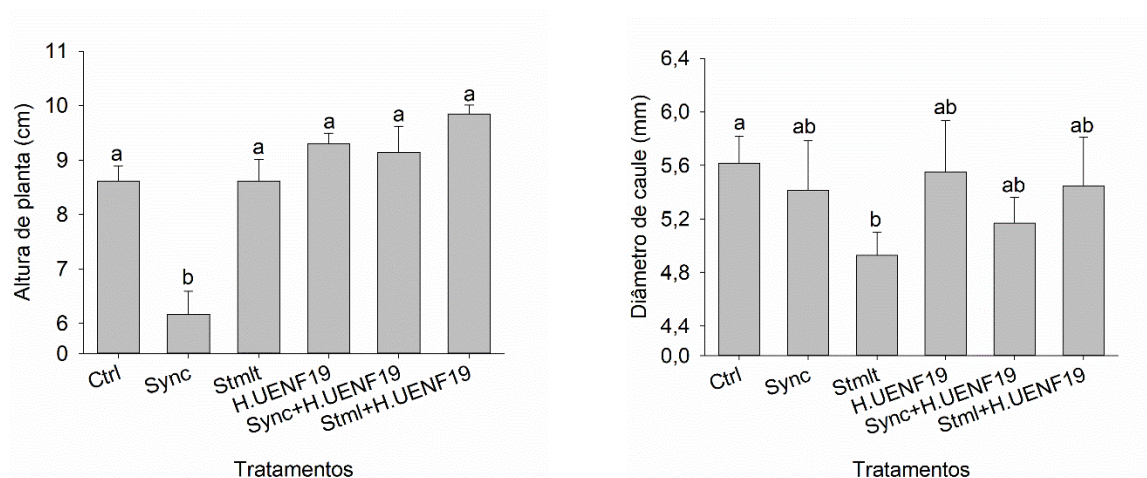 Altura de planta (cm)
11
10
9
8
7
6
0
a
b
a
a
a
a
Ctrl
Sync
Stmlt
H.UENF19
Sync+H.UENF19
Stml+H.UENF19
Tratamentos
Diâmetro de caule (mm)
6,4
6,0
5,6
5,2
4,8
4,4
0,0
a
ab
b
ab
ab
ab
Ctrl
Sync
Stmlt
H.UENF19
Sync+H.UENF19
Stml+H.UENF19
Tratamentos